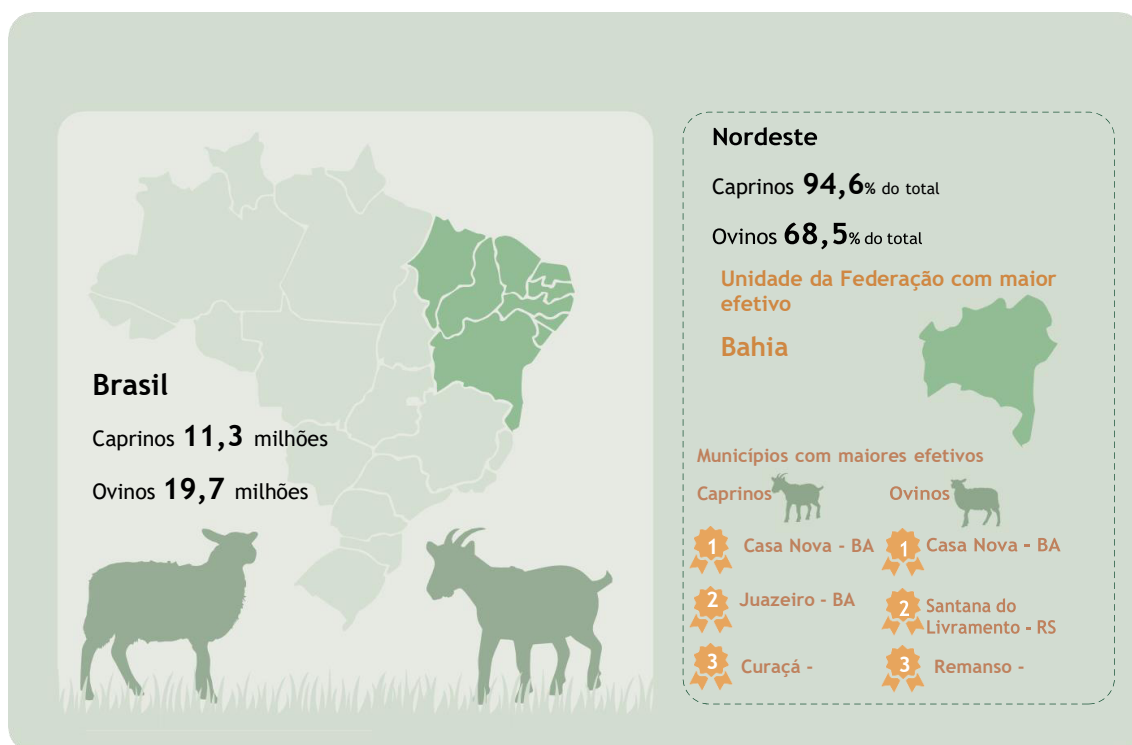 Brasil
Caprinos 11,3 milhões
Ovinos 19,7 milhões
Nordeste
Caprinos 94,6% do total
Ovinos 68,5% do total
Unidade da Federação com maior
efetivo
Bahia
Municípios com maiores efetivos
Caprinos
1 Casa Nova - BA
2 Juazeiro - BA
3 Curaçá -
Ovinos
1 Casa Nova - BA
2 Santana do
Livramento - RS
3 Remanso -